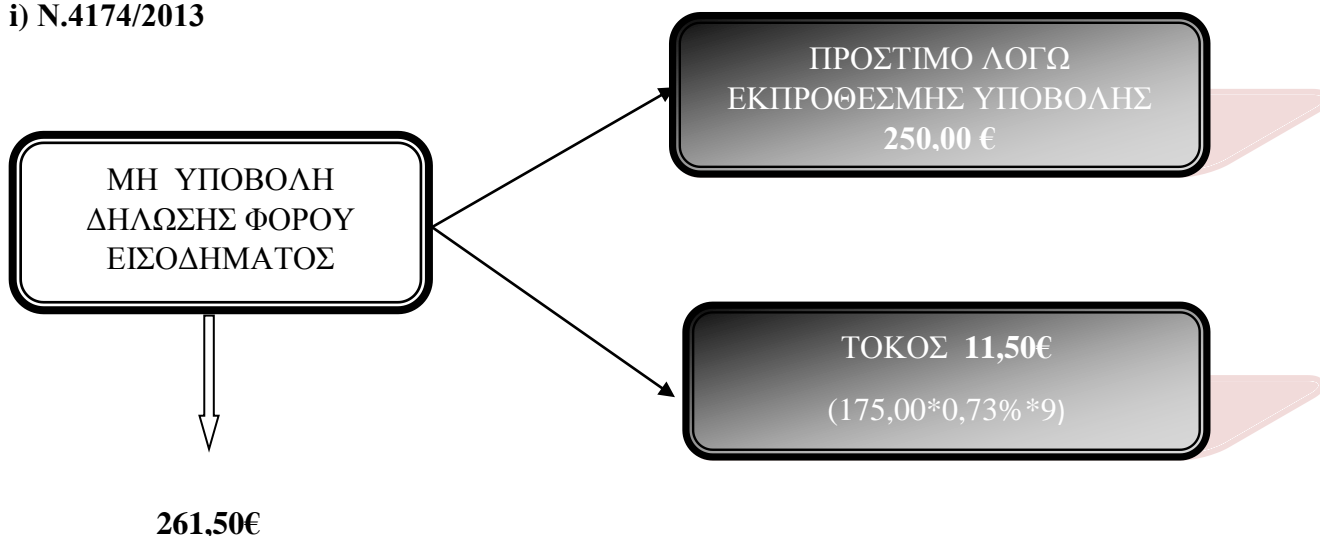 i) Ν.4174/2013
ΠΡΟΣΤΙΜΟ ΛΟΓΩ
ΕΚΠΡΟΘΕΣΜΗΣ ΥΠΟΒΟΛΗΣ
250,00 €
ΜΗ ΥΠΟΒΟΛΗ
ΔΗΛΩΣΗΣ ΦΟΡΟΥ
ΕΙΣΟΔΗΜΑΤΟΣ
ΤΟΚΟΣ 11,50€
(175,00*0,73%*9)
261,50€